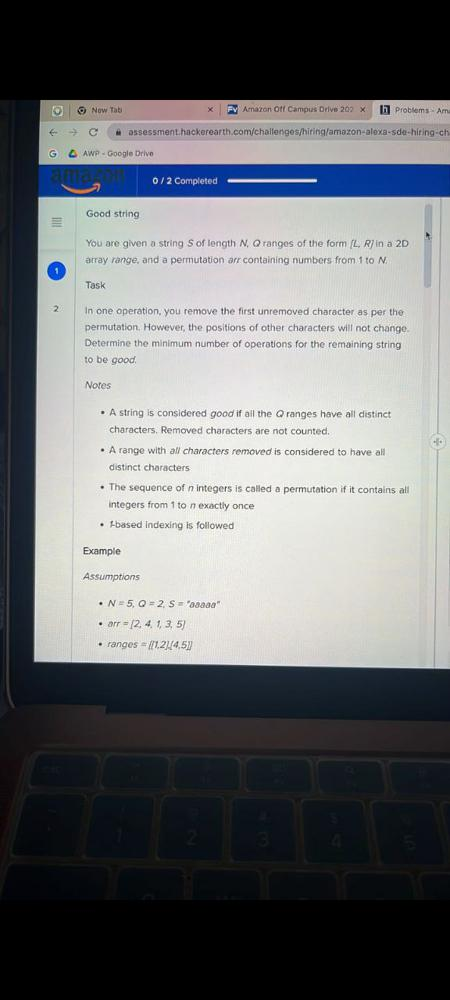 New Tab
Amazon Off Campus Drive 202
Problems - Am
assessment.hackerearth.com/challenges/hiring/amazon-alexa-sde-hiring-ch
AWP - Google Drive
amazon
0 / 2 Completed
Good string
You are given a string S of length N, Q ranges of the form [L, R] in a 2D
array range, and a permutation arr containing numbers from 1 to N.
1
Task
2
In one operation, you remove the first unremoved character as per the
permutation. However, the positions of other characters will not change.
Determine the minimum number of operations for the remaining string
to be good.
Notes
• A string is considered good if all the Q ranges have all distinct
characters. Removed characters are not counted.
• A range with all characters removed is considered to have all
distinct characters
• The sequence of n integers is called a permutation if it contains all
integers from 1 to n exactly once
• 1-based indexing is followed
Example
Assumptions
• N = 5, Q = 2, S = "aaaaa"
• arr = [2, 4, 1, 3, 5]
• ranges = [[1,2],[4,5]]
1
2
3
4
5